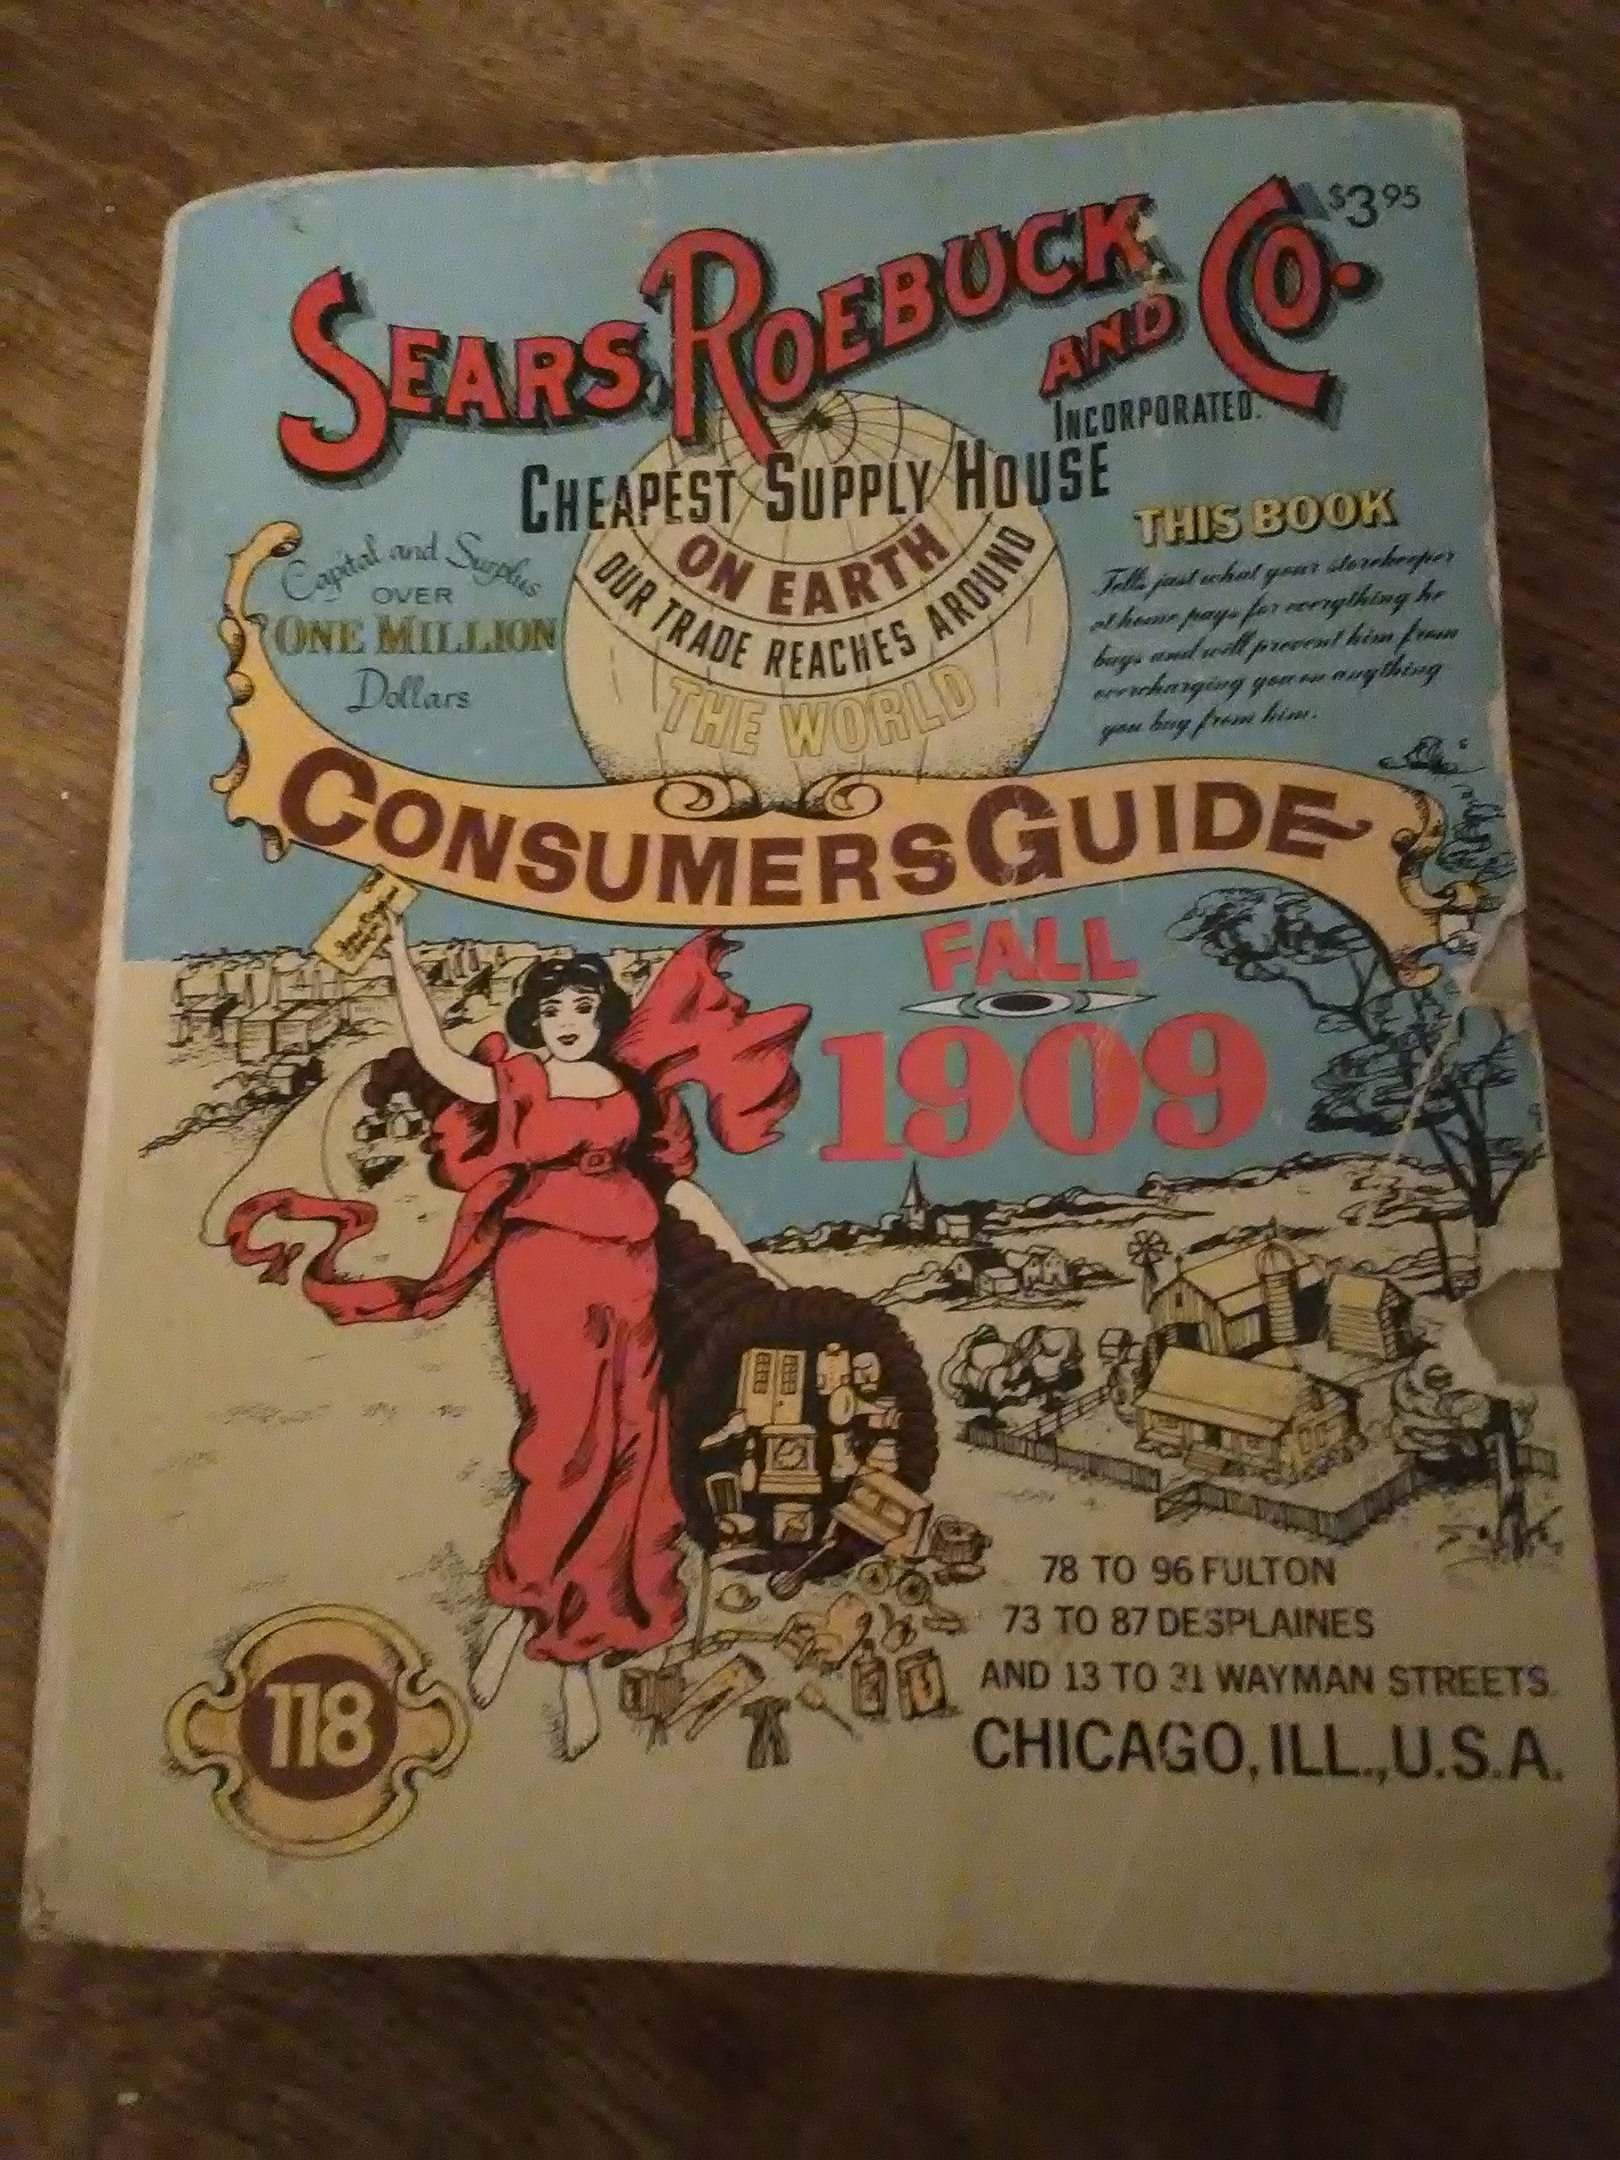 $3.95
SEARS, ROEBUCK AND CO.
INCORPORATED.
CHEAPEST SUPPLY HOUSE
ON EARTH
OUR TRADE REACHES AROUND
THE WORLD
Capital and Surplus
OVER
ONE MILLION
Dollars
THIS BOOK
Tells just what your storekeeper
at home pays for everything he
buys and will prevent him from
overcharging you on anything
you buy from him.
CONSUMERS GUIDE
FALL
1909
118
78 TO 96 FULTON
73 TO 87 DESPLAINES
AND 13 TO 31 WAYMAN STREETS.
CHICAGO, ILL., U.S.A.